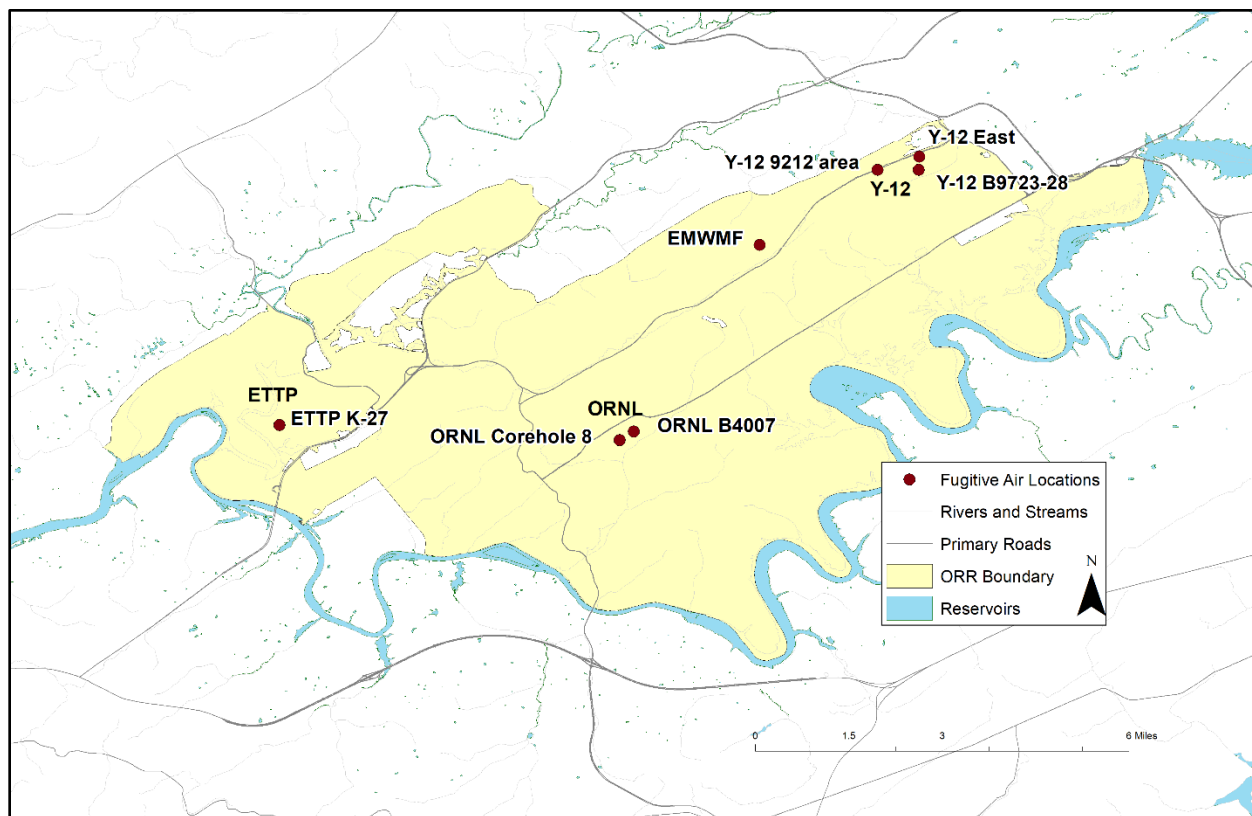 Y-12 East
Y-12 9212 area
Y-12
Y-12 B9723-28
EMWMF
ETTP
ETTP K-27
ORNL
ORNL B4007
ORNL Corehole 8
Fugitive Air Locations
Rivers and Streams
Primary Roads
ORR Boundary
Reservoirs
N
0 1.5 3 6 Miles